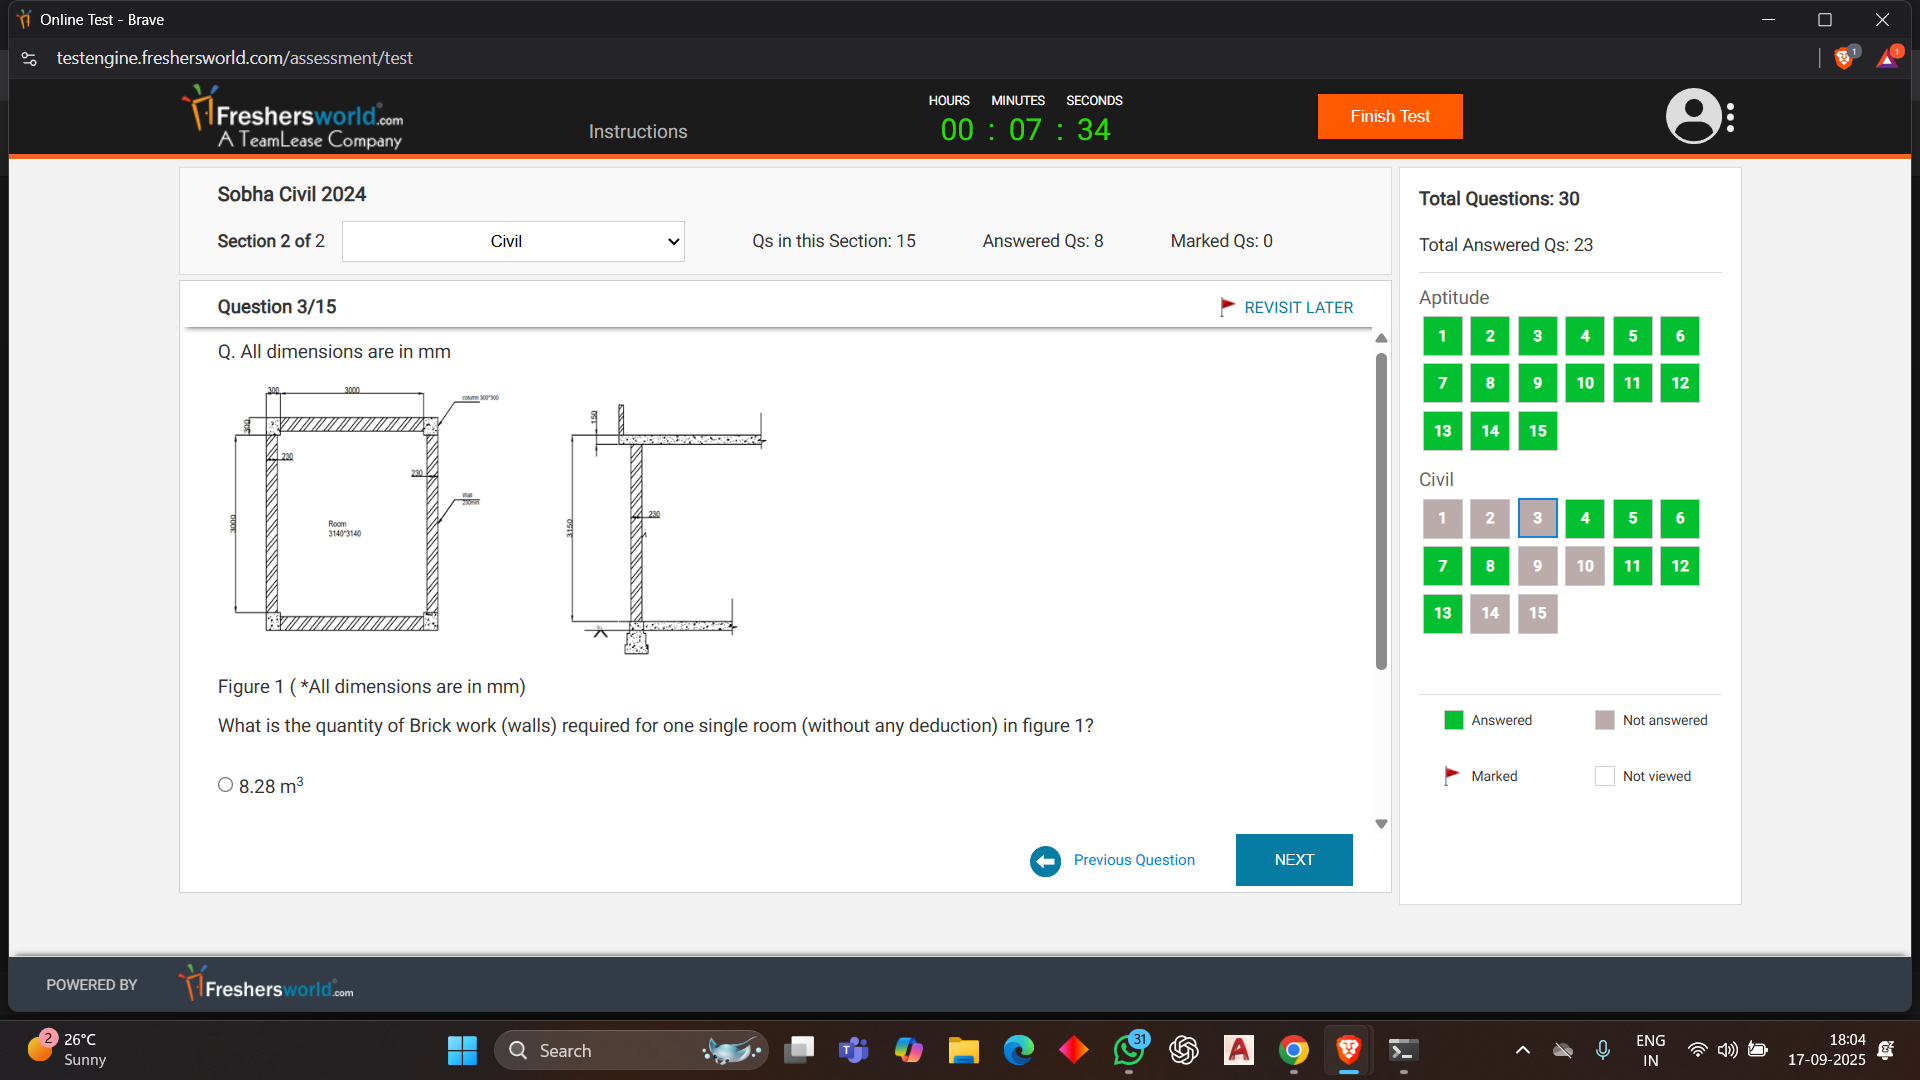 Online Test - Brave
testengine.freshersworld.com/assessment/test
1
1
Freshersworld.com
A TeamLease Company
Instructions
HOURS MINUTES SECONDS
00 : 07 : 34
Finish Test
Sobha Civil 2024
Section 2 of 2
Civil
Qs in this Section: 15
Answered Qs: 8
Marked Qs: 0
Question 3/15
REVISIT LATER
Q. All dimensions are in mm
300
3000
column 300*300
300
230
230
Wall
230mm
3000
Room
3140*3140
150
3150
230
Figure 1 ( *All dimensions are in mm)
What is the quantity of Brick work (walls) required for one single room (without any deduction) in figure 1?
8.28 m³
Previous Question
NEXT
Total Questions: 30
Total Answered Qs: 23
Aptitude
1 2 3 4 5 6
7 8 9 10 11 12
13 14 15
Civil
1 2 3 4 5 6
7 8 9 10 11 12
13 14 15
Answered
Not answered
Marked
Not viewed
POWERED BY
Freshersworld.com
2
26°C
Sunny
Search
31
ENG
IN
18:04
17-09-2025